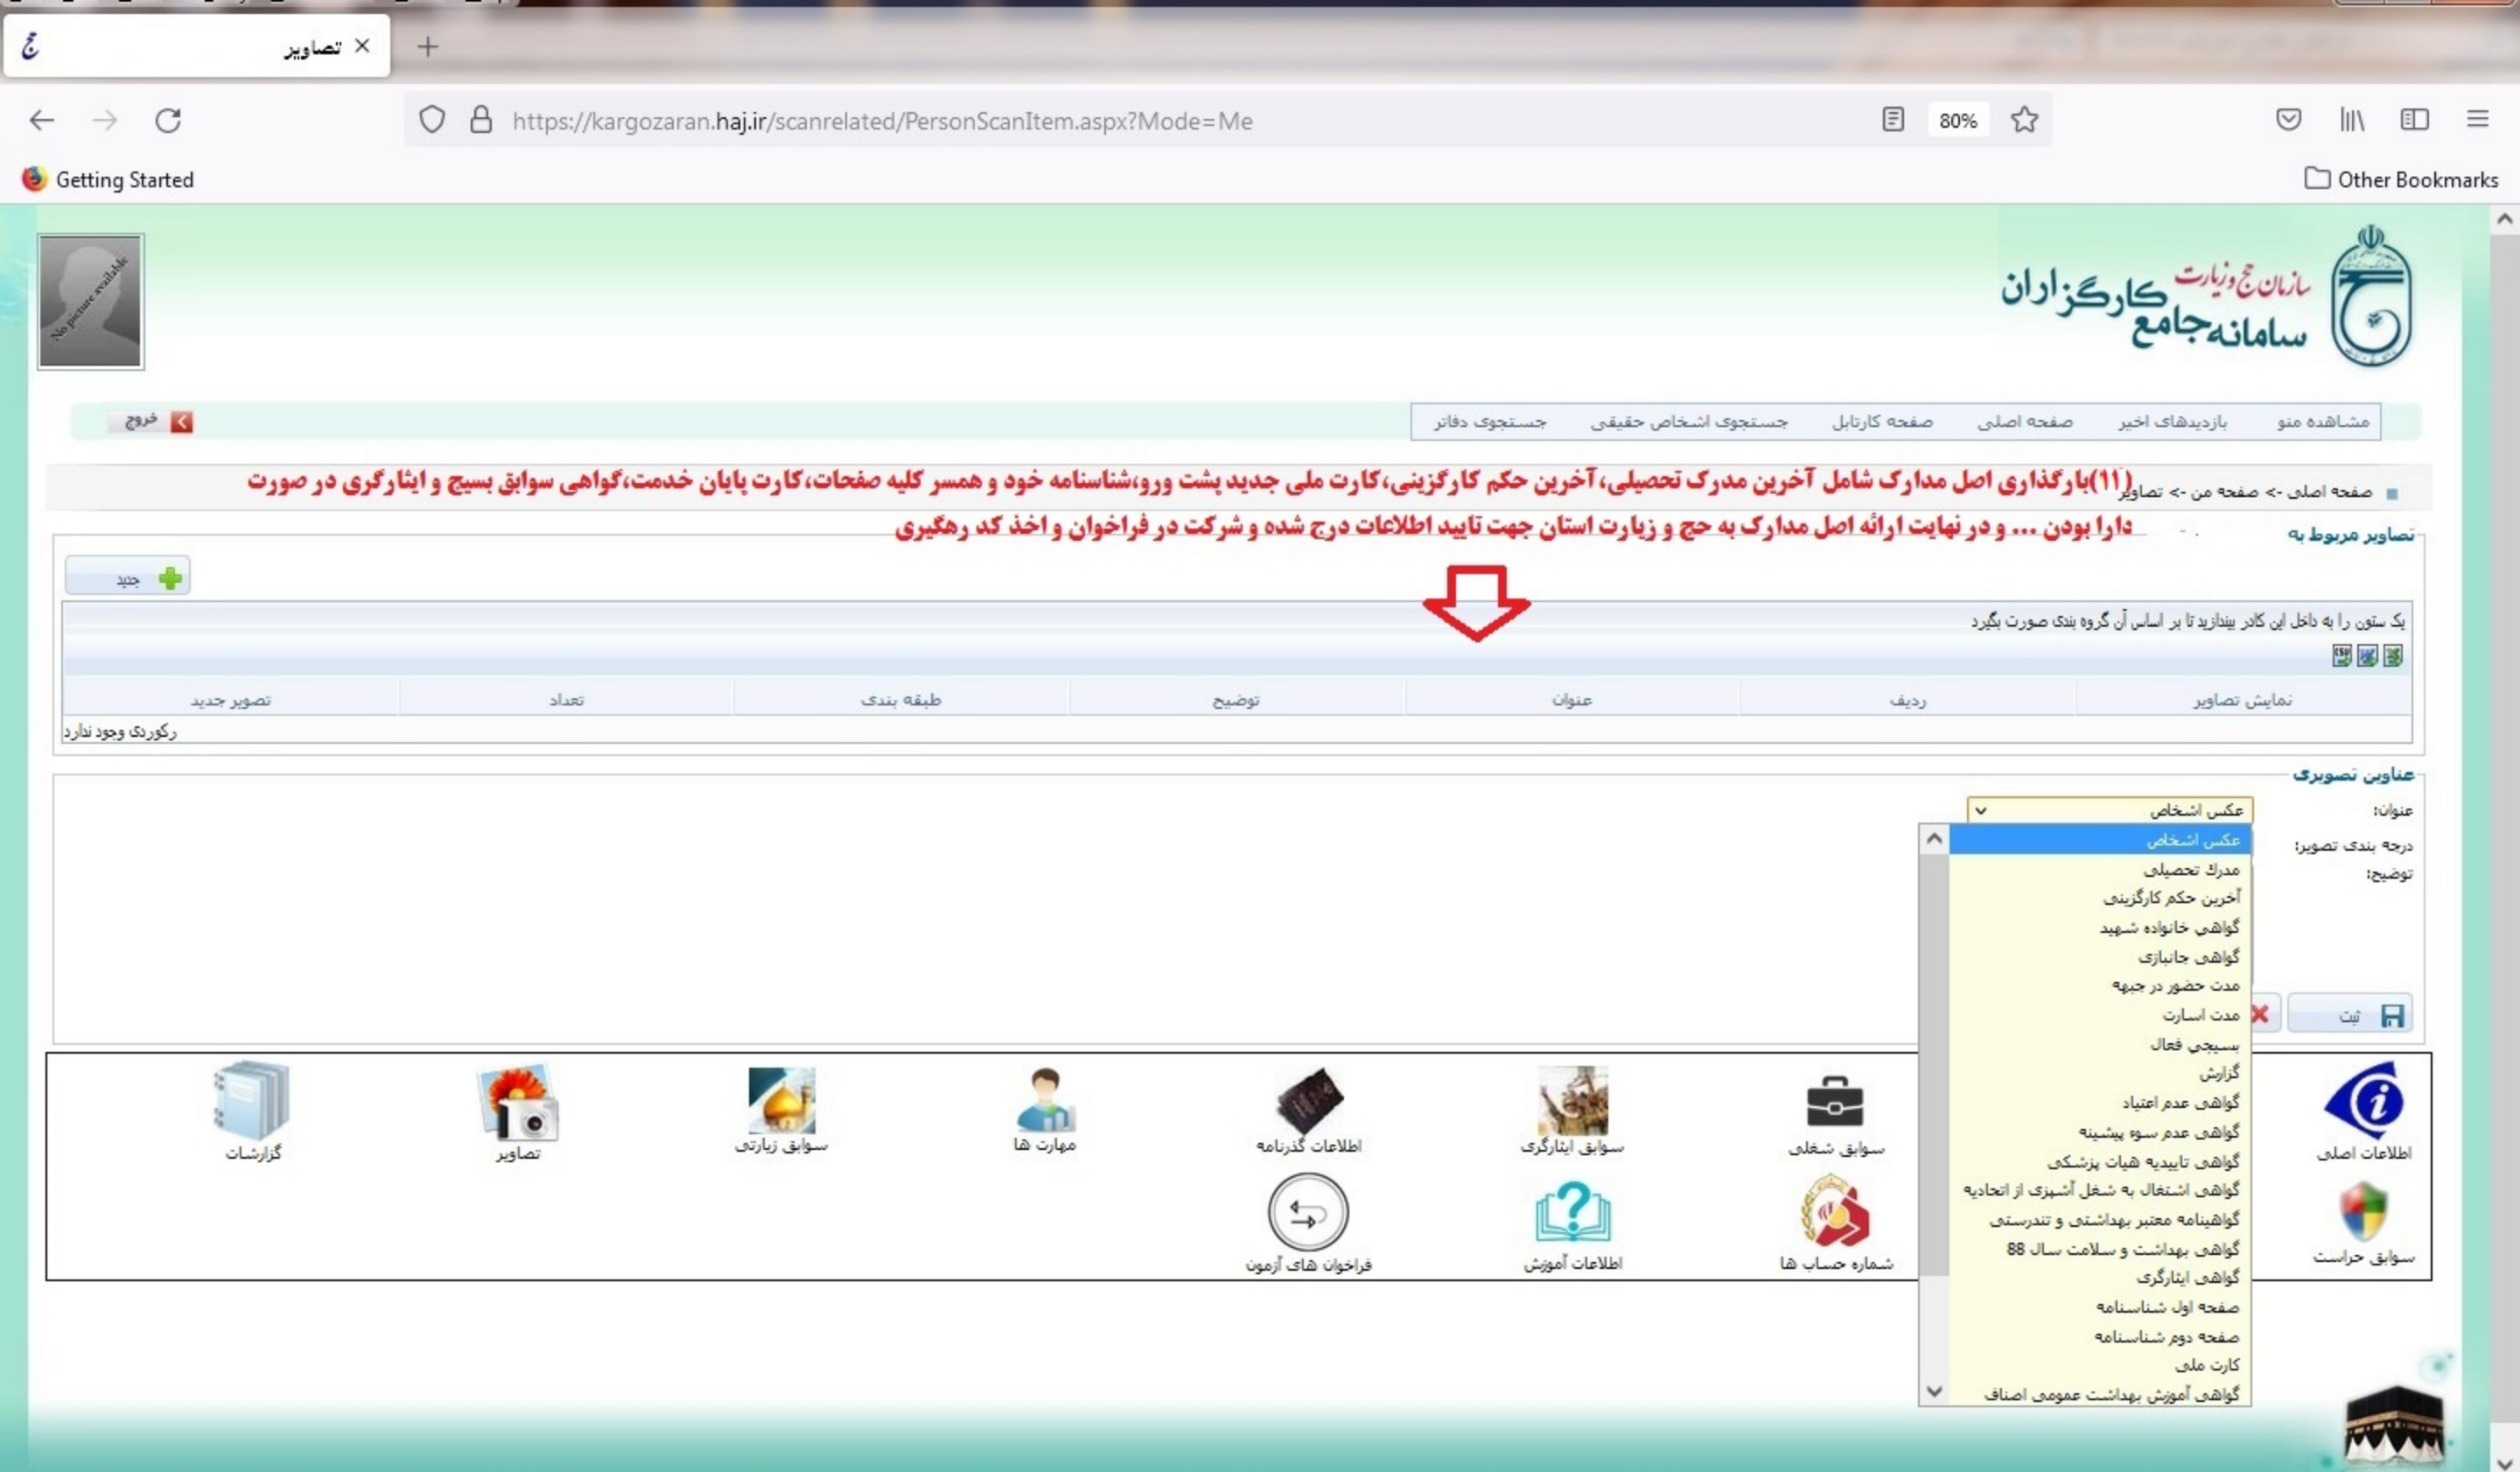 تصاویر
https://kargozaran.haj.ir/scanrelated/PersonScanItem.aspx?Mode=Me
80%
Getting Started
Other Bookmarks
No picture available
سازمان حج و زیارت
سامانه جامع کارگزاران
مشاهده منو بازدیدهای اخیر صفحه اصلی صفحه کارتابل جستجوی اشخاص حقیقی جستجوی دفاتر
خروج
صفحه اصلی -> صفحه من -> تصاویر
(۱۱)بارگذاری اصل مدارک شامل آخرین مدرک تحصیلی،آخرین حکم کارگزینی،کارت ملی جدید پشت ورو،شناسنامه خود و همسر کلیه صفحات،کارت پایان خدمت،گواهی سوابق بسیج و ایثارگری در صورت
دارا بودن ... و در نهایت ارائه اصل مدارک به حج و زیارت استان جهت تایید اطلاعات درج شده و شرکت در فراخوان و اخذ کد رهگیری
تصاویر مربوط به
جدید
یک ستون را به داخل این کادر بیندازید تا بر اساس آن گروه بندی صورت بگیرد
نمایش تصاویر ردیف عنوان توضیح طبقه بندی تعداد تصویر جدید
رکوردی وجود ندارد
عناوین تصویری
عنوان: عکس اشخاص
درجه بندی تصویر:
توضیح:
عکس اشخاص
مدرك تحصیلی
آخرین حکم کارگزینی
گواهي خانواده شهید
گواهی جانبازی
مدت حضور در جبهه
مدت اسارت
بسیجي فعال
گزارش
گواهی عدم اعتیاد
گواهی عدم سوء پیشینه
گواهی تاییدیه هیات پزشکی
گواهی اشتغال به شغل آشپزی از اتحادیه
گواهینامه معتبر بهداشتی و تندرستی
گواهی بهداشت و سلامت سال 88
گواهی ایثارگری
صفحه اول شناسنامه
صفحه دوم شناسنامه
کارت ملی
گواهی آموزش بهداشت عمومی اصناف
ثبت
اطلاعات اصلی
سوابق شغلی
سوابق ایثارگری
اطلاعات گذرنامه
مهارت ها
سوابق زیارتی
تصاویر
گزارشات
سوابق حراست
شماره حساب ها
اطلاعات آموزش
فراخوان های آزمون